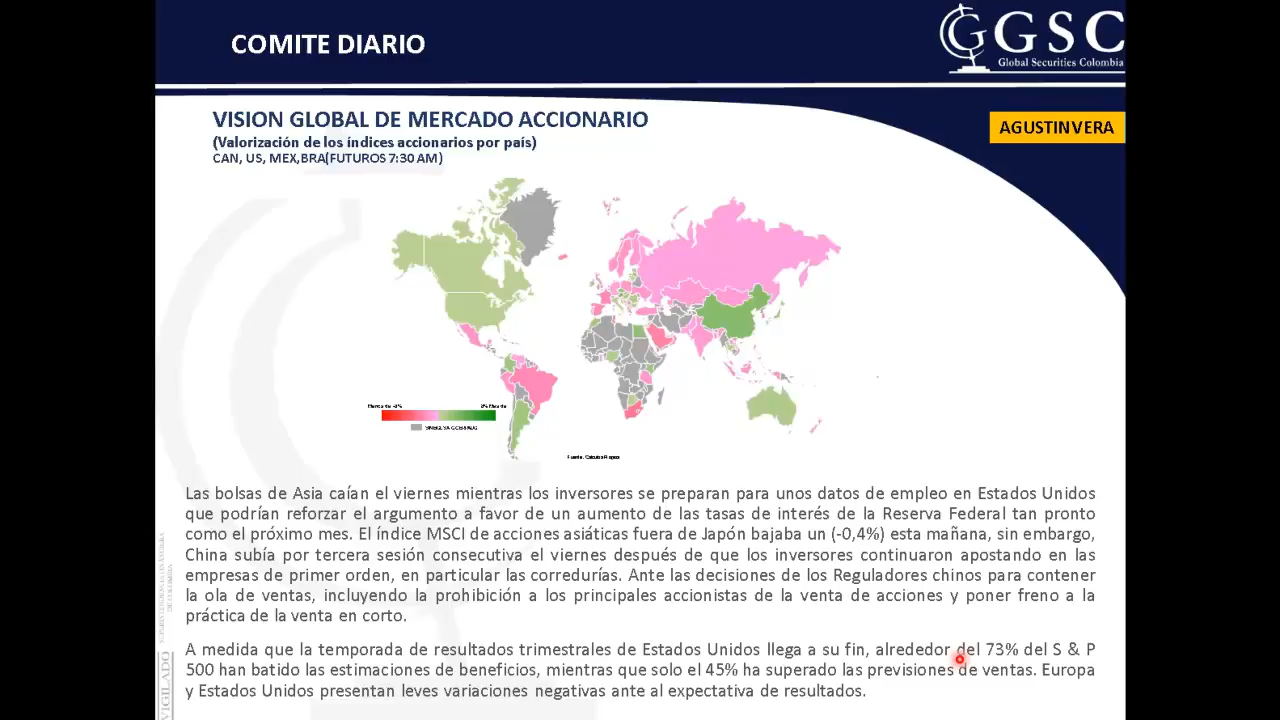 COMITE DIARIO
GGSC
Global Securities Colombia
VISION GLOBAL DE MERCADO ACCIONARIO
(Valorización de los índices accionarios por país)
CAN, US, MEX,BRA(FUTUROS 7:30 AM)
AGUSTIN VERA
Las bolsas de Asia caían el viernes mientras los inversores se preparan para unos datos de empleo en Estados Unidos
que podrían reforzar el argumento a favor de un aumento de las tasas de interés de la Reserva Federal tan pronto
como el próximo mes. El índice MSCI de acciones asiáticas fuera de Japón bajaba un (-0,4%) esta mañana, sin embargo,
China subía por tercera sesión consecutiva el viernes después de que los inversores continuaron apostando en las
empresas de primer orden, en particular las corredurías. Ante las decisiones de los Reguladores chinos para contener
la ola de ventas, incluyendo la prohibición a los principales accionistas de la venta de acciones y poner freno a la
práctica de la venta en corto.
A medida que la temporada de resultados trimestrales de Estados Unidos llega a su fin, alrededor del 73% del S & P
500 han batido las estimaciones de beneficios, mientras que solo el 45% ha superado las previsiones de ventas. Europa
y Estados Unidos presentan leves variaciones negativas ante al expectativa de resultados.
VIGILADO